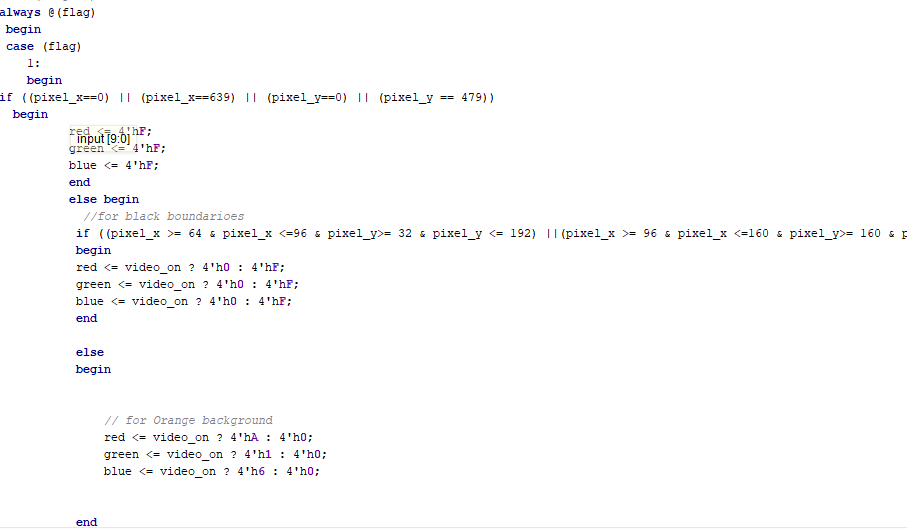 always @(flag)
begin
case (flag)
1:
begin
if ((pixel_x==0) || (pixel_x==639) || (pixel_y==0) || (pixel_y == 479))
begin
red <= 4'hF;
input [9:0]
green <= 4'hF;
blue <= 4'hF;
end
else begin
//for black boundarioes
if ((pixel_x >= 64 & pixel_x <=96 & pixel_y>= 32 & pixel_y <= 192) ||(pixel_x >= 96 & pixel_x <=160 & pixel_y>= 160 & p
begin
red <= video_on ? 4'h0 : 4'hF;
green <= video_on ? 4'h0 : 4'hF;
blue <= video_on ? 4'h0 : 4'hF;
end
else
begin
// for Orange background
red <= video_on ? 4'hA : 4'h0;
green <= video_on ? 4'h1 : 4'h0;
blue <= video_on ? 4'h6 : 4'h0;
end